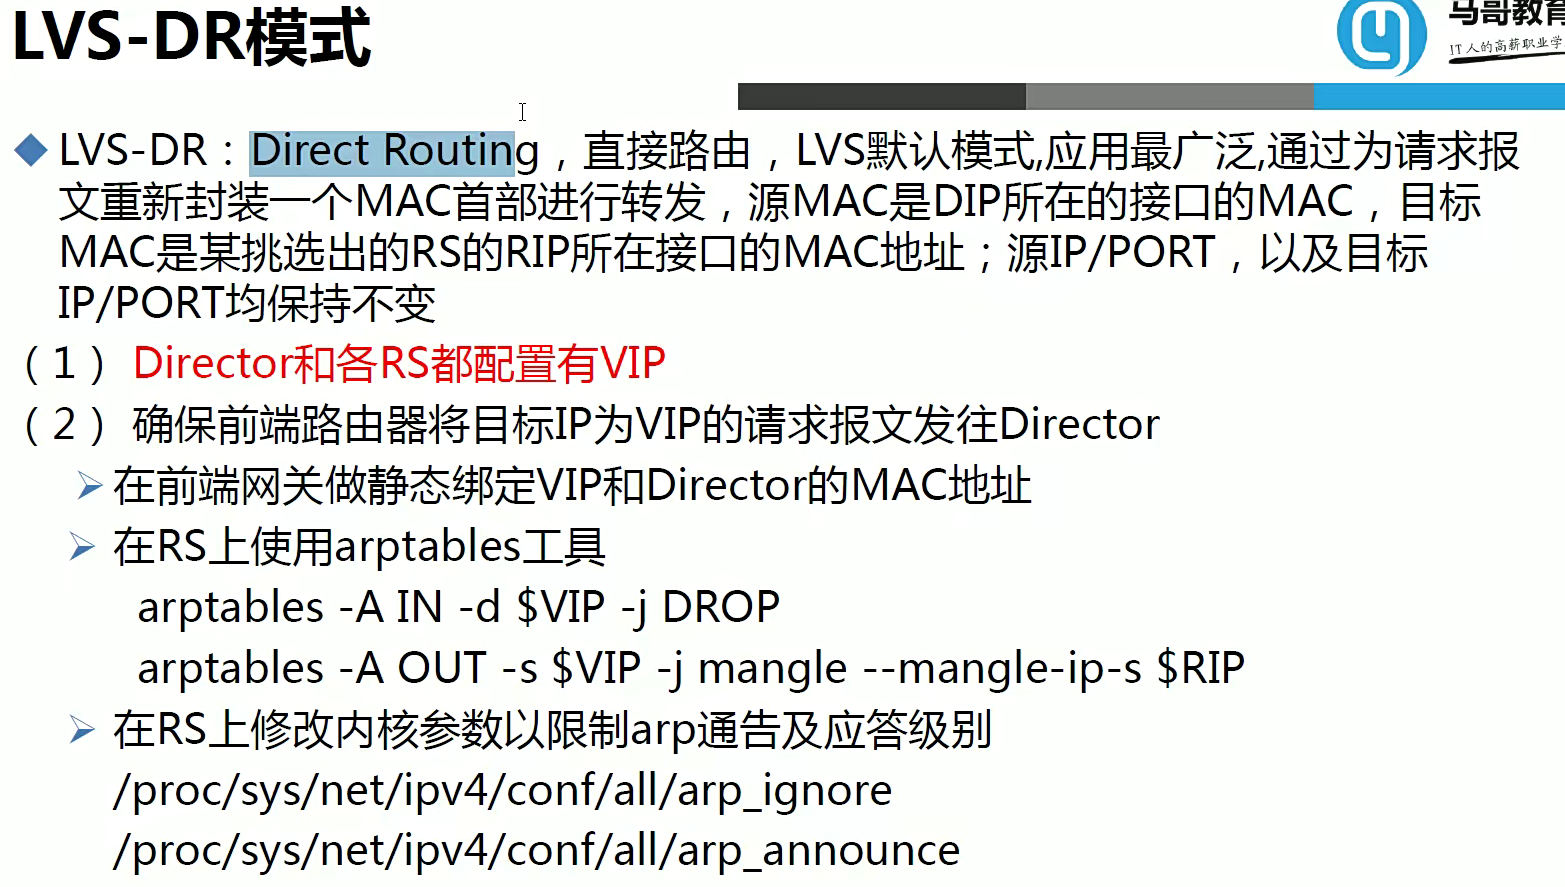 LVS-DR模式
马哥教育
IT人的高薪职业学
LVS-DR：Direct Routing，直接路由，LVS默认模式,应用最广泛,通过为请求报
文重新封装一个MAC首部进行转发，源MAC是DIP所在的接口的MAC，目标
MAC是某挑选出的RS的RIP所在接口的MAC地址；源IP/PORT，以及目标
IP/PORT均保持不变
（1） Director和各RS都配置有VIP
（2） 确保前端路由器将目标IP为VIP的请求报文发往Director
在前端网关做静态绑定VIP和Director的MAC地址
在RS上使用arptables工具
arptables -A IN -d $VIP -j DROP
arptables -A OUT -s $VIP -j mangle --mangle-ip-s $RIP
在RS上修改内核参数以限制arp通告及应答级别
/proc/sys/net/ipv4/conf/all/arp_ignore
/proc/sys/net/ipv4/conf/all/arp_announce